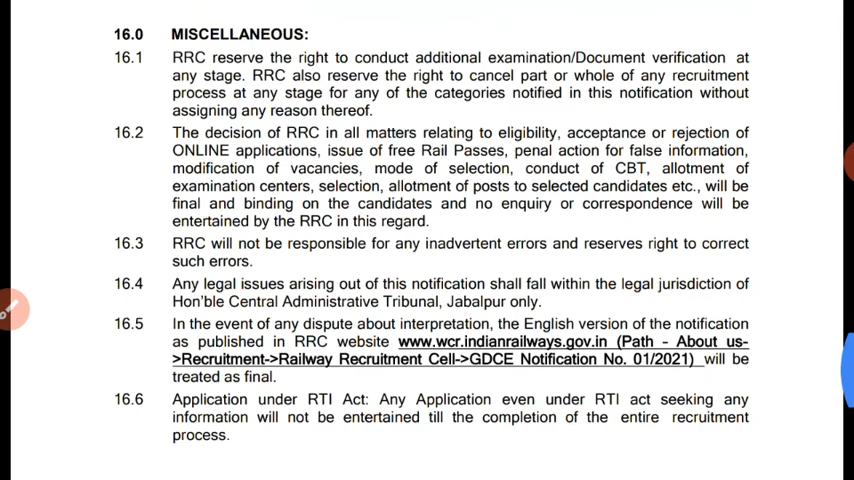 16.0 MISCELLANEOUS:
16.1 RRC reserve the right to conduct additional examination/Document verification at
any stage. RRC also reserve the right to cancel part or whole of any recruitment
process at any stage for any of the categories notified in this notification without
assigning any reason thereof.
16.2 The decision of RRC in all matters relating to eligibility, acceptance or rejection of
ONLINE applications, issue of free Rail Passes, penal action for false information,
modification of vacancies, mode of selection, conduct of CBT, allotment of
examination centers, selection, allotment of posts to selected candidates etc., will be
final and binding on the candidates and no enquiry or correspondence will be
entertained by the RRC in this regard.
16.3 RRC will not be responsible for any inadvertent errors and reserves right to correct
such errors.
16.4 Any legal issues arising out of this notification shall fall within the legal jurisdiction of
Hon'ble Central Administrative Tribunal, Jabalpur only.
16.5 In the event of any dispute about interpretation, the English version of the notification
as published in RRC website www.wcr.indianrailways.gov.in (Path - About us-
>Recruitment->Railway Recruitment Cell->GDCE Notification No. 01/2021) will be
treated as final.
16.6 Application under RTI Act: Any Application even under RTI act seeking any
information will not be entertained till the completion of the entire recruitment
process.